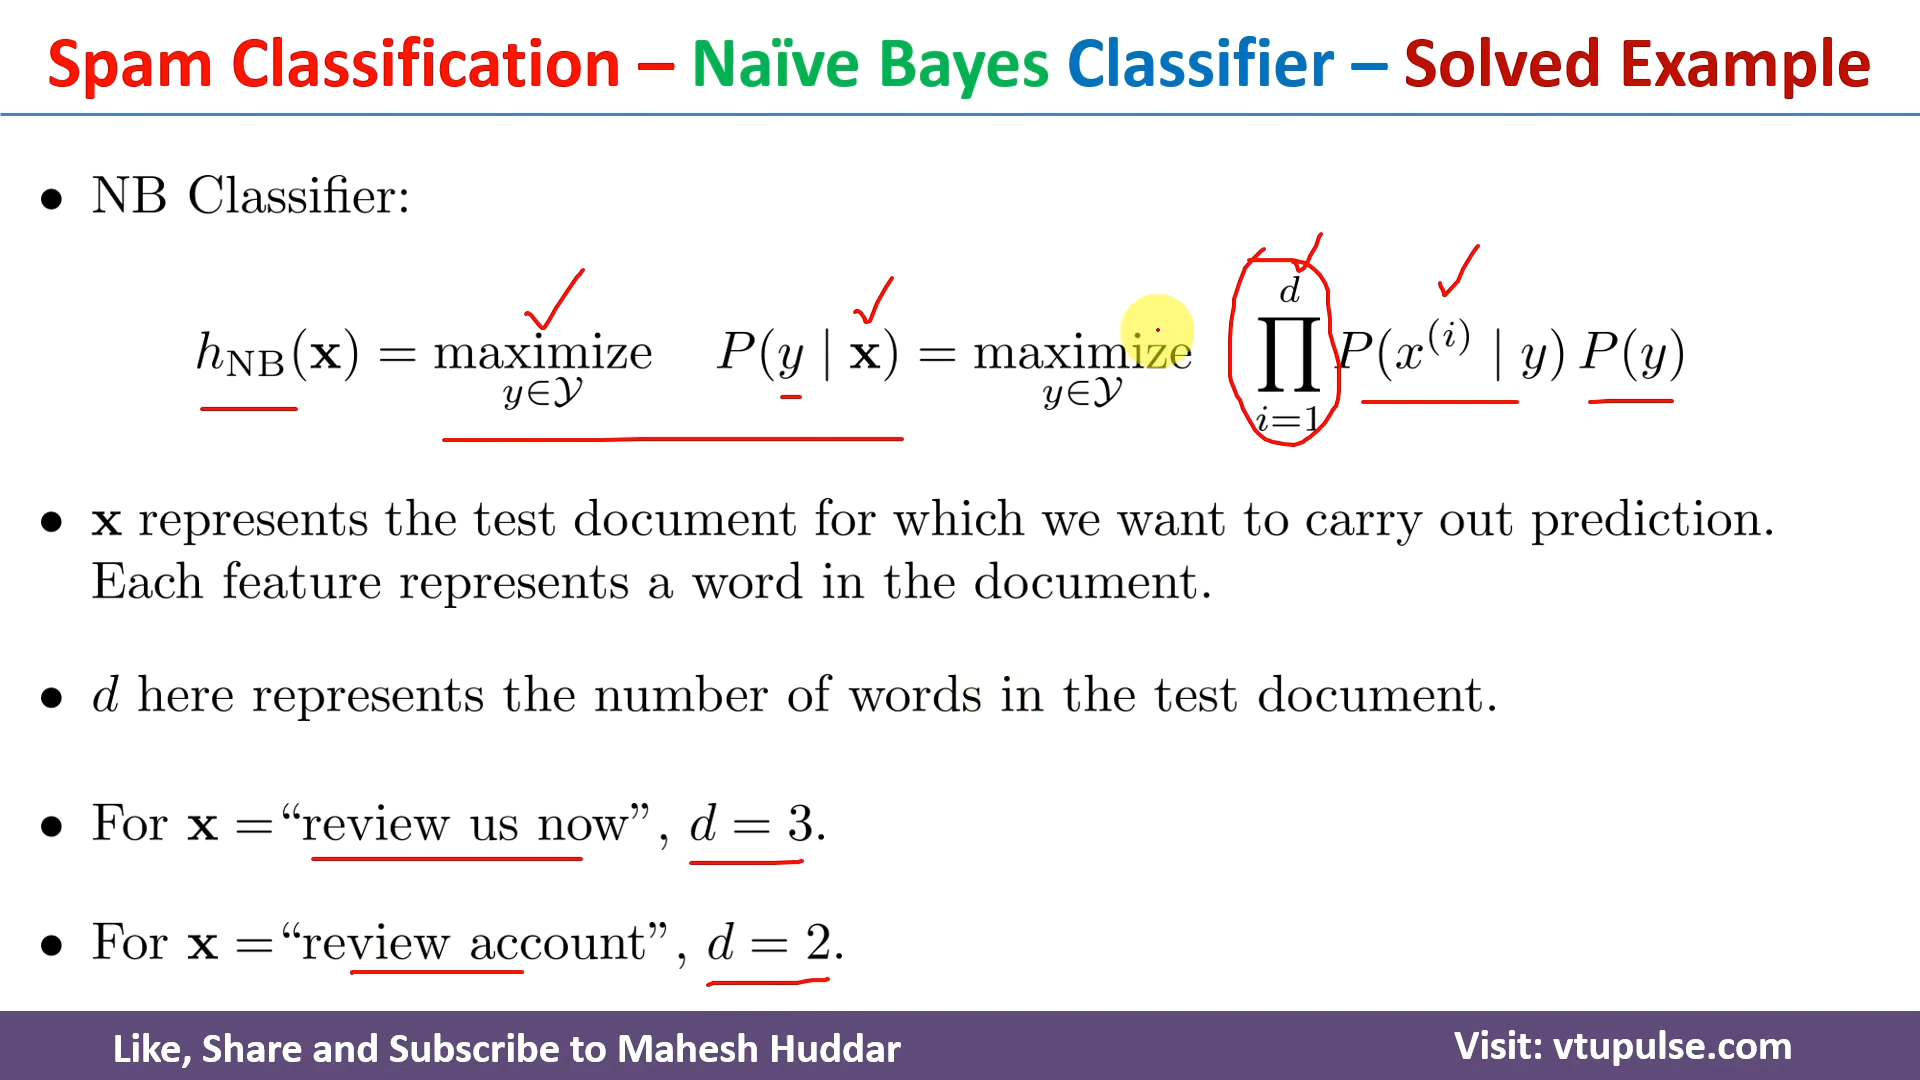 Spam Classification – Naïve Bayes Classifier – Solved Example
• NB Classifier:
h_NB(x) = maximize_{y∈𝒴} P(y | x) = maximize_{y∈𝒴} ∏_{i=1}^{d} P(x^{(i)} | y) P(y)
• x represents the test document for which we want to carry out prediction.
Each feature represents a word in the document.
• d here represents the number of words in the test document.
• For x =“review us now”, d = 3.
• For x =“review account”, d = 2.
Like, Share and Subscribe to Mahesh Huddar
Visit: vtupulse.com